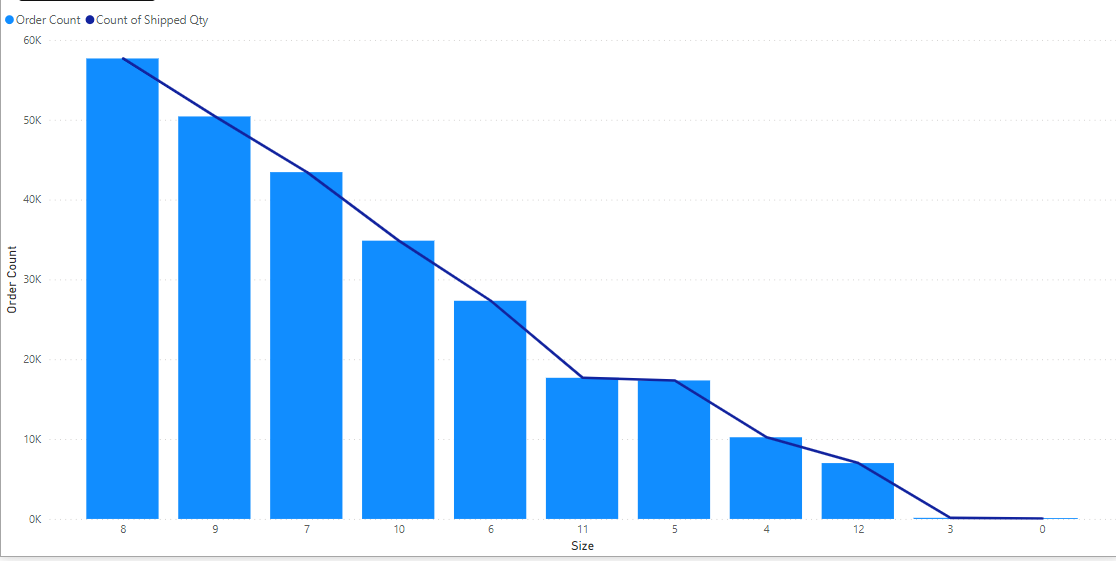 Order Count Count of Shipped Qty
60K
50K
40K
30K
20K
10K
0K
Order Count
8 9 7 10 6 11 5 4 12 3 0
Size